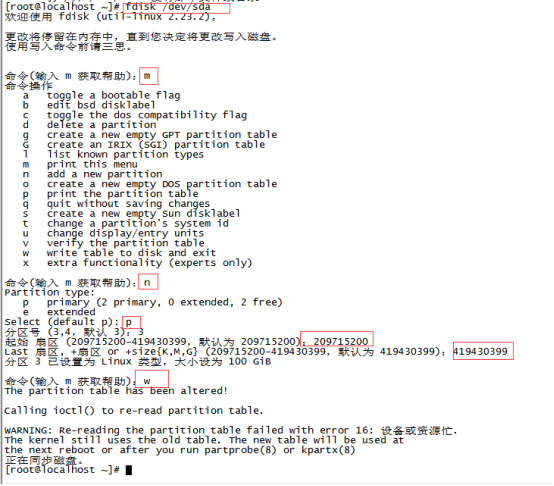 [root@localhost ~]# fdisk /dev/sda
欢迎使用 fdisk (util-linux 2.23.2)。
更改将停留在内存中，直到您决定将更改写入磁盘。
使用写入命令前请三思。
命令(输入 m 获取帮助)：m
命令操作
a   toggle a bootable flag
b   edit bsd disklabel
c   toggle the dos compatibility flag
d   delete a partition
g   create a new empty GPT partition table
G   create an IRIX (SGI) partition table
l   list known partition types
m   print this menu
n   add a new partition
o   create a new empty DOS partition table
p   print the partition table
q   quit without saving changes
s   create a new empty Sun disklabel
t   change a partition's system id
u   change display/entry units
v   verify the partition table
w   write table to disk and exit
x   extra functionality (experts only)
命令(输入 m 获取帮助)：n
Partition type:
p   primary (2 primary, 0 extended, 2 free)
e   extended
Select (default p): p
分区号 (3,4，默认 3)：3
起始 扇区 (209715200-419430399，默认为 209715200)：209715200
Last 扇区, +扇区 or +size{K,M,G} (209715200-419430399，默认为 419430399)：419430399
分区 3 已设置为 Linux 类型，大小设为 100 GiB
命令(输入 m 获取帮助)：w
The partition table has been altered!
Calling ioctl() to re-read partition table.
WARNING: Re-reading the partition table failed with error 16: 设备或资源忙.
The kernel still uses the old table. The new table will be used at
the next reboot or after you run partprobe(8) or kpartx(8)
正在同步磁盘。
[root@localhost ~]#